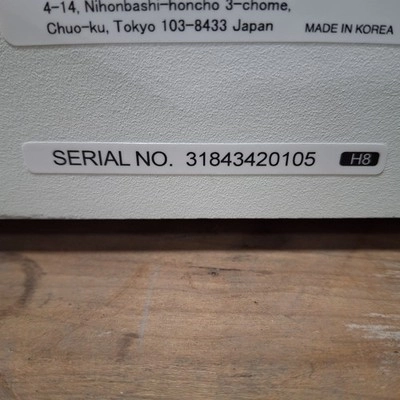 4-14, Nihonbashi-honcho 3-chome,
Chuo-ku, Tokyo 103-8433 Japan
MADE IN KOREA
SERIAL NO. 31843420105 H8